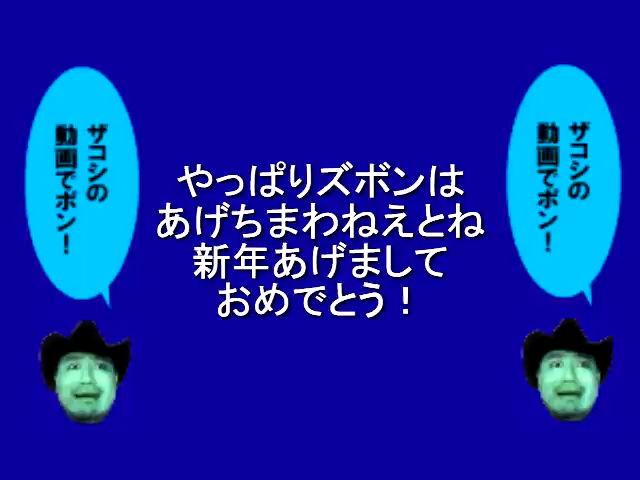 ザコシの
動画でボン！
やっぱりズボンは
あげちまわねえとね
新年あげまして
おめでとう！
ザコシの
動画でボン！